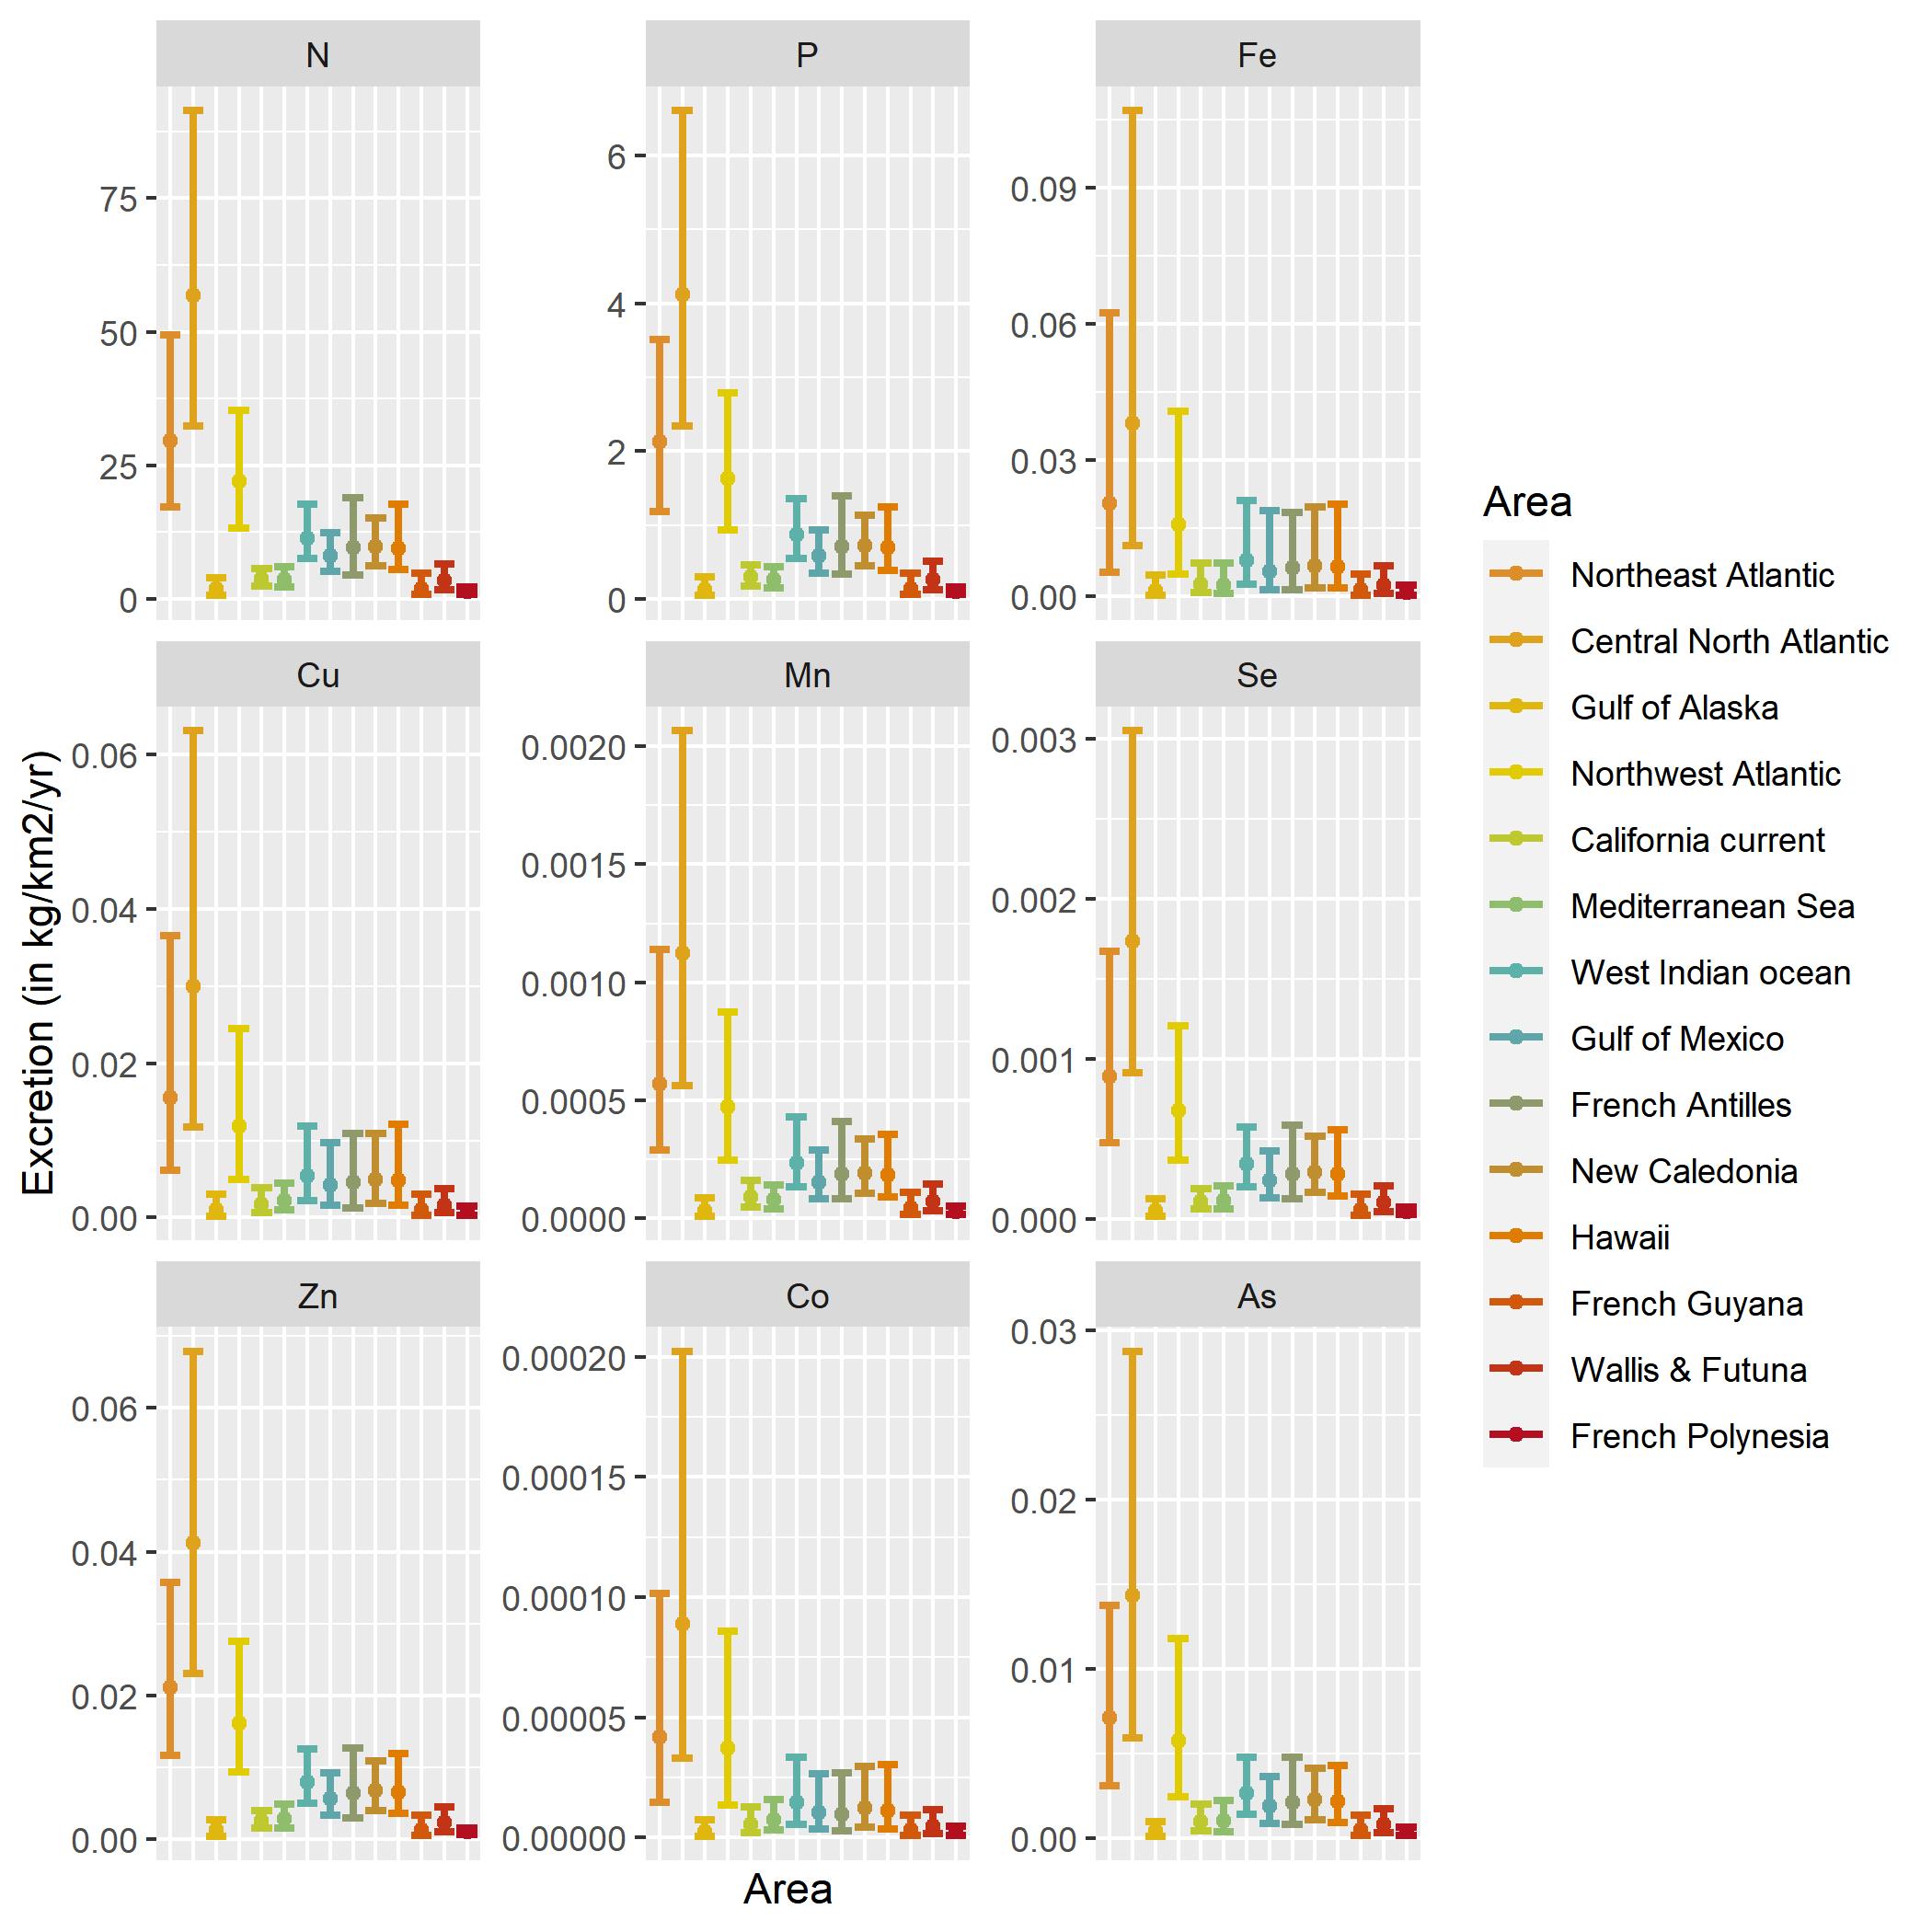 N
P
Fe
75
50
25
0
6
4
2
0
0.09
0.06
0.03
0.00
Cu
Mn
Se
0.06
0.04
0.02
0.00
0.0020
0.0015
0.0010
0.0005
0.0000
0.003
0.002
0.001
0.000
Zn
Co
As
0.06
0.04
0.02
0.00
0.00020
0.00015
0.00010
0.00005
0.00000
0.03
0.02
0.01
0.00
Excretion (in kg/km2/yr)
Area
Area
Northeast Atlantic
Central North Atlantic
Gulf of Alaska
Northwest Atlantic
California current
Mediterranean Sea
West Indian ocean
Gulf of Mexico
French Antilles
New Caledonia
Hawaii
French Guyana
Wallis & Futuna
French Polynesia